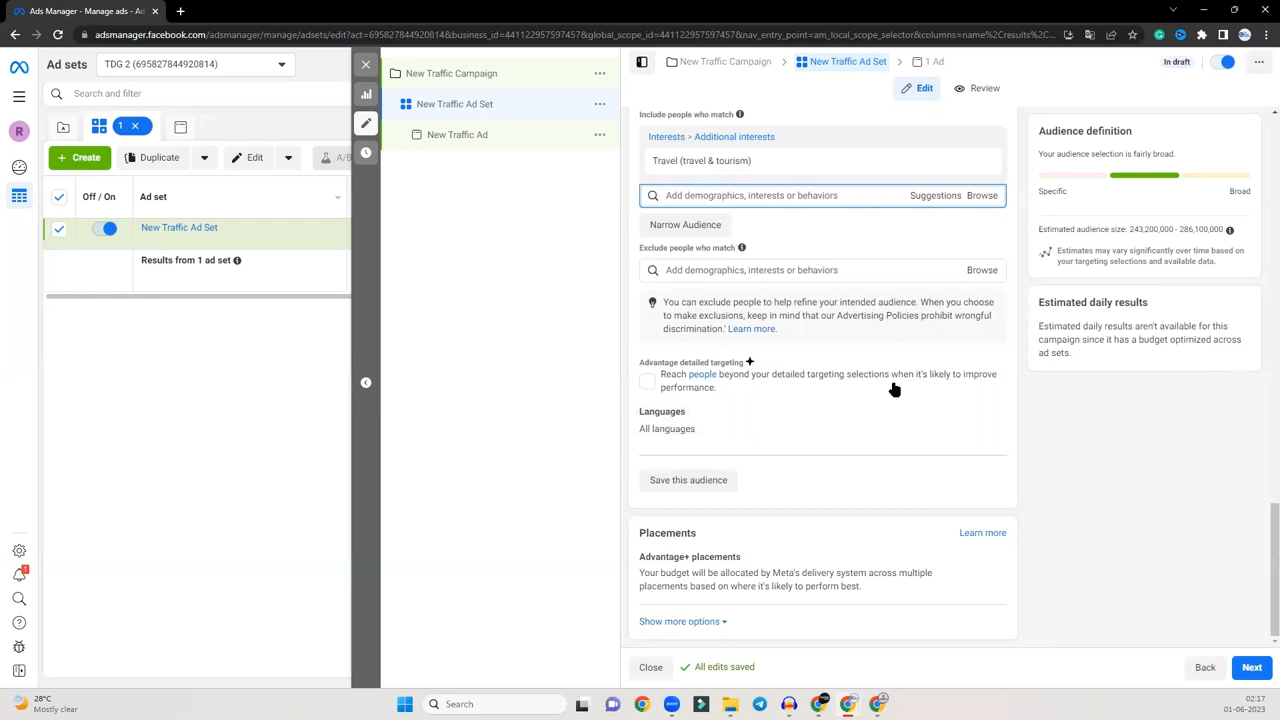 Ads Manager - Manage ads - Ad s
adsmanager.facebook.com/adsmanager/manage/adsets/edit?act=695827844920814&business_id=4411229575971466&global_scope_id=4411229575971466&nav_entry_point=am_local_scope_selector&columns=name%2Cresults%2C...
Ad sets
TDG 2 (695827844920814)
Search and filter
1
Create
Duplicate
Edit
A/B
Off / On
Ad set
New Traffic Ad Set
Results from 1 ad set
R
1
New Traffic Campaign
New Traffic Ad Set
New Traffic Ad
New Traffic Campaign
New Traffic Ad Set
1 Ad
In draft
Edit
Review
Include people who match
Interests > Additional interests
Travel (travel & tourism)
Add demographics, interests or behaviors
Suggestions
Browse
Narrow Audience
Exclude people who match
Add demographics, interests or behaviors
Browse
You can exclude people to help refine your intended audience. When you choose
to make exclusions, keep in mind that our Advertising Policies prohibit wrongful
discrimination.' Learn more.
Advantage detailed targeting
Reach people beyond your detailed targeting selections when it's likely to improve
performance.
Languages
All languages
Save this audience
Placements
Learn more
Advantage+ placements
Your budget will be allocated by Meta's delivery system across multiple
placements based on where it's likely to perform best.
Show more options
Close
All edits saved
Back
Next
Audience definition
Your audience selection is fairly broad.
Specific
Broad
Estimated audience size: 243,200,000 - 286,100,000
Estimates may vary significantly over time based on
your targeting selections and available data.
Estimated daily results
Estimated daily results aren't available for this
campaign since it has a budget optimized across
ad sets.
28°C
Mostly clear
Search
02:17
01-06-2023